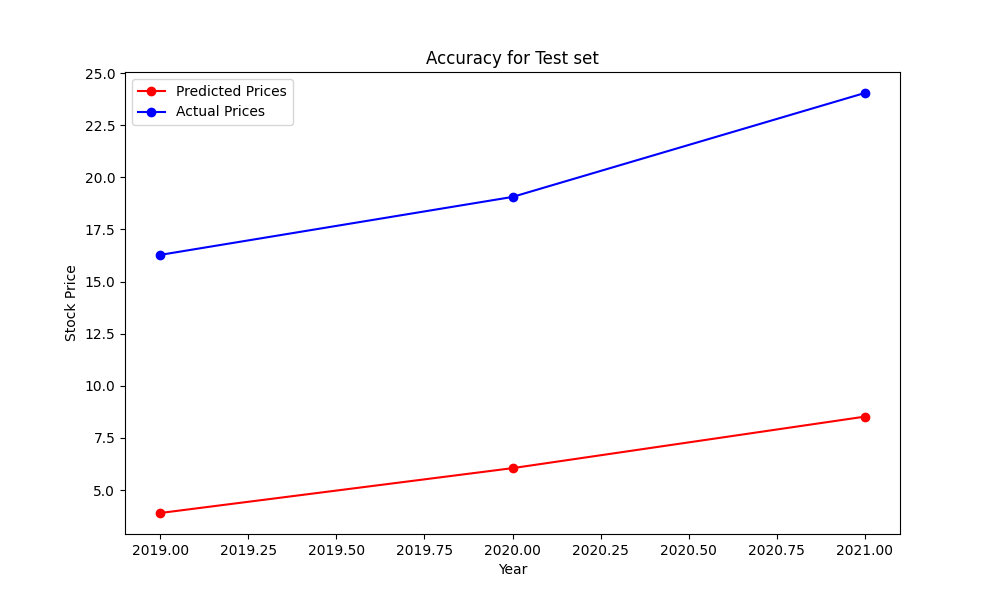 Accuracy for Test set
Predicted Prices
Actual Prices
25.0
22.5
20.0
17.5
15.0
12.5
10.0
7.5
5.0
Stock Price
2019.00 2019.25 2019.50 2019.75 2020.00 2020.25 2020.50 2020.75 2021.00
Year